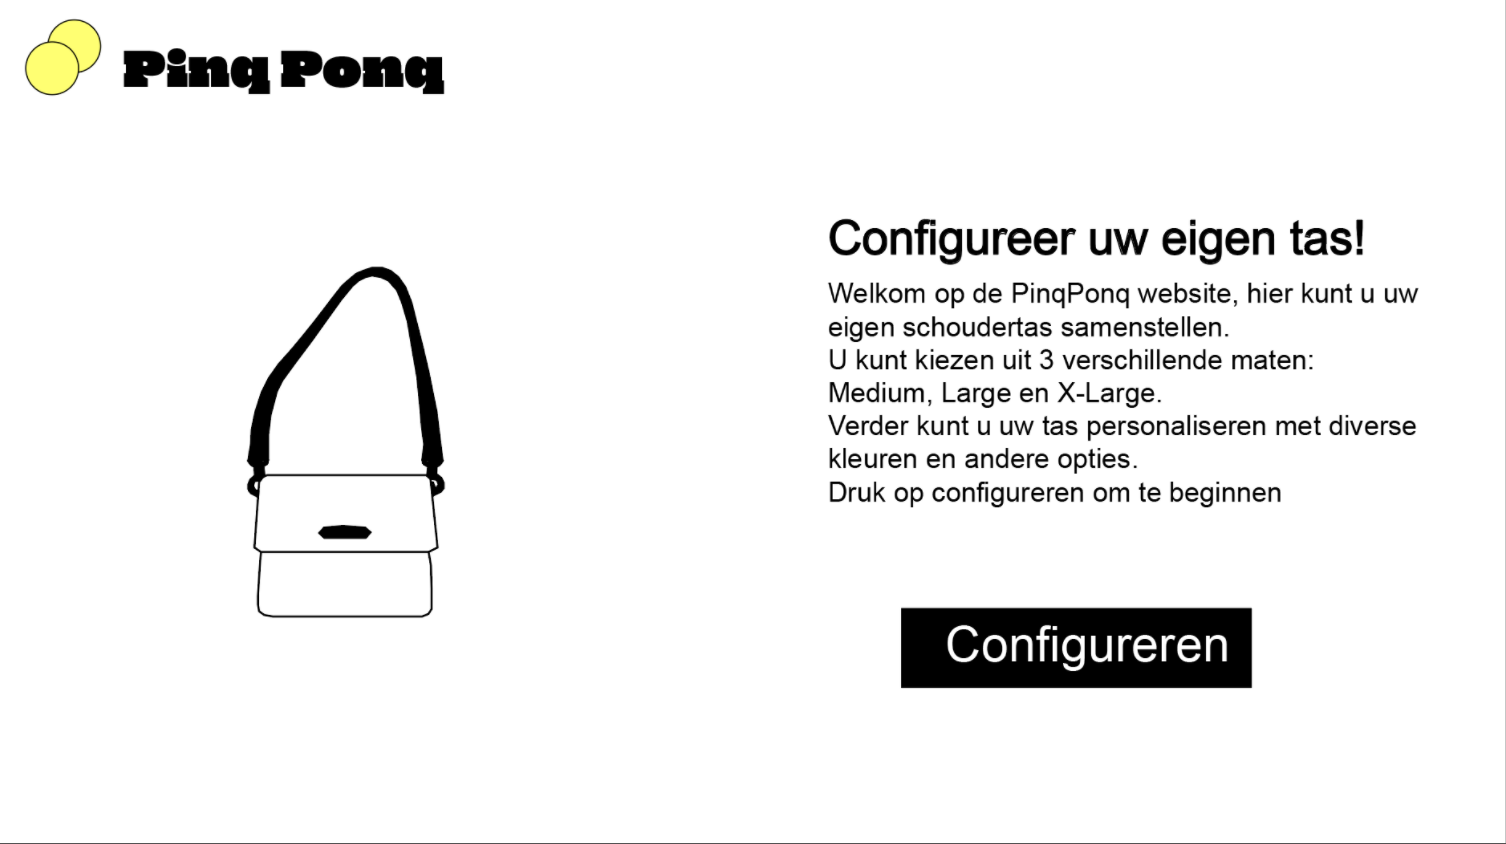 Pinq Ponq
Configureer uw eigen tas!
Welkom op de PinqPonq website, hier kunt u uw
eigen schoudertas samenstellen.
U kunt kiezen uit 3 verschillende maten:
Medium, Large en X-Large.
Verder kunt u uw tas personaliseren met diverse
kleuren en andere opties.
Druk op configureren om te beginnen
Configureren